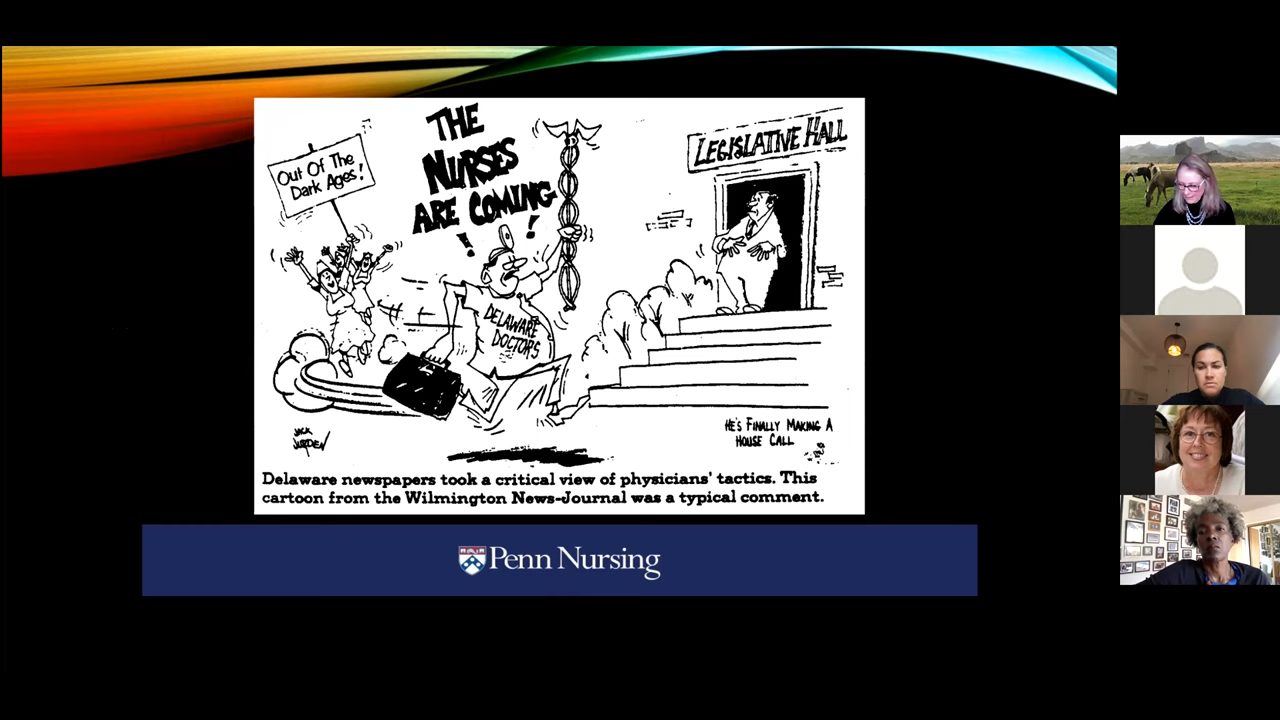 Out Of The
Dark Ages!
THE
NURSES
ARE COMING
!
!
LEGISLATIVE HALL
DELAWARE
DOCTORS
JACK
JURDEN
HE'S FINALLY MAKING A
HOUSE CALL
Delaware newspapers took a critical view of physicians' tactics. This
cartoon from the Wilmington News-Journal was a typical comment.
Penn Nursing